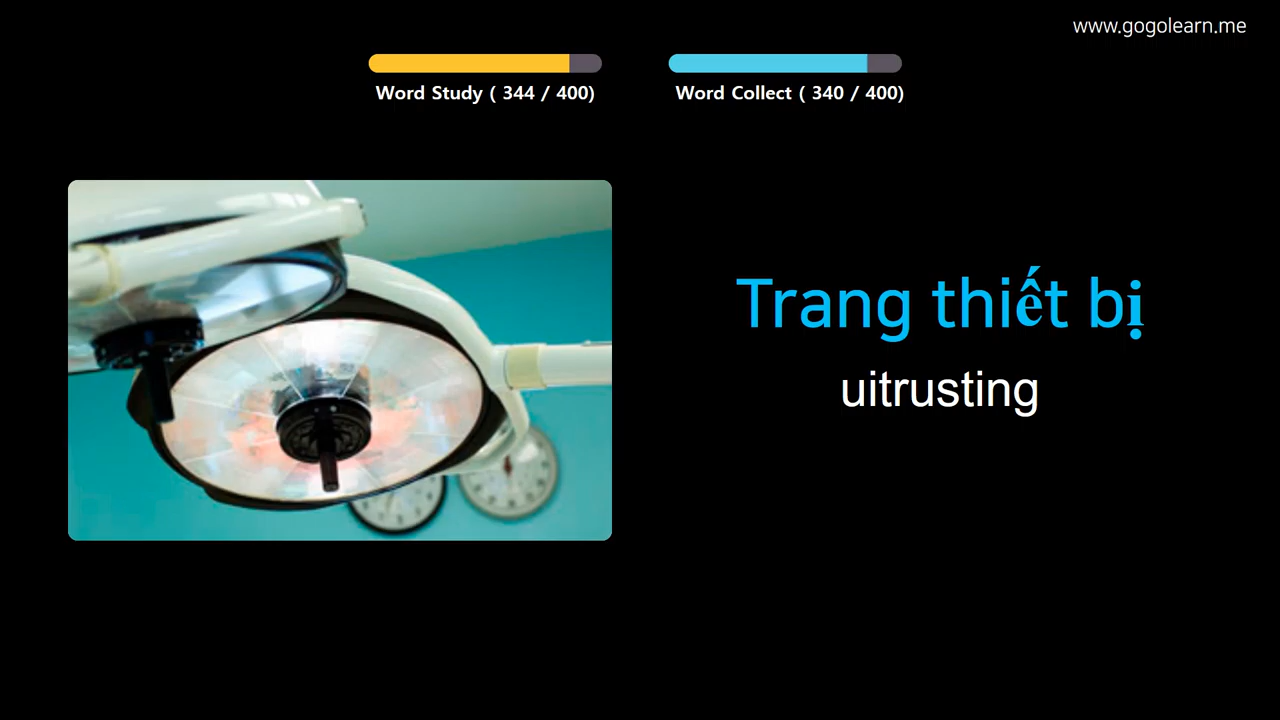 www.gogolearn.me
Word Study ( 344 / 400)
Word Collect ( 340 / 400)
Trang thiết bị
uitrusting